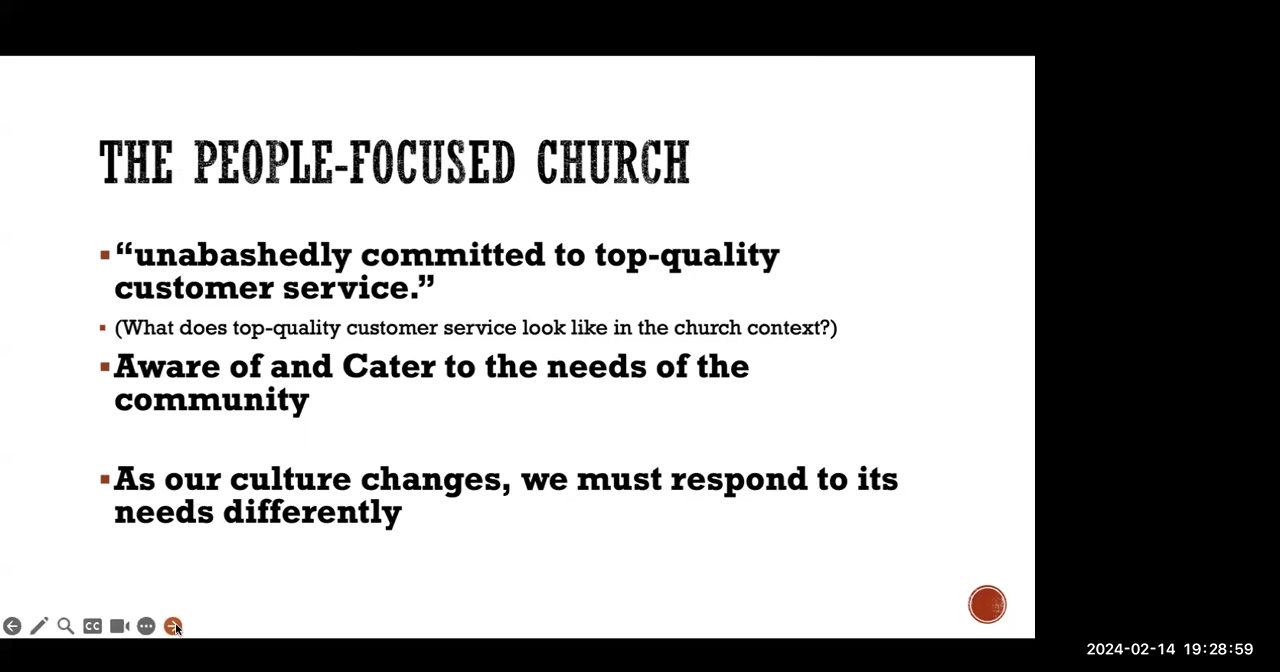 THE PEOPLE-FOCUSED CHURCH
“unabashedly committed to top-quality
customer service.”
(What does top-quality customer service look like in the church context?)
Aware of and Cater to the needs of the
community
As our culture changes, we must respond to its
needs differently
CC
2024-02-14 19:28:59